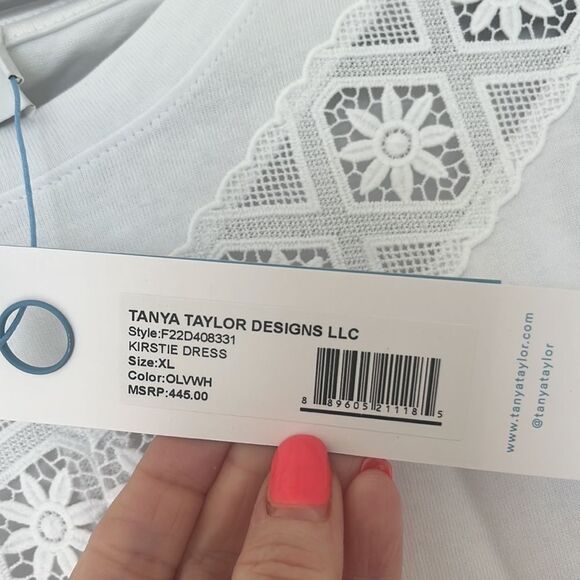 TANYA TAYLOR DESIGNS LLC
Style:F22D408331
KIRSTIE DRESS
Size:XL
Color:OLVWH
MSRP:445.00
8 89605 21118 5
www.tanyataylor.com
@tanyataylor